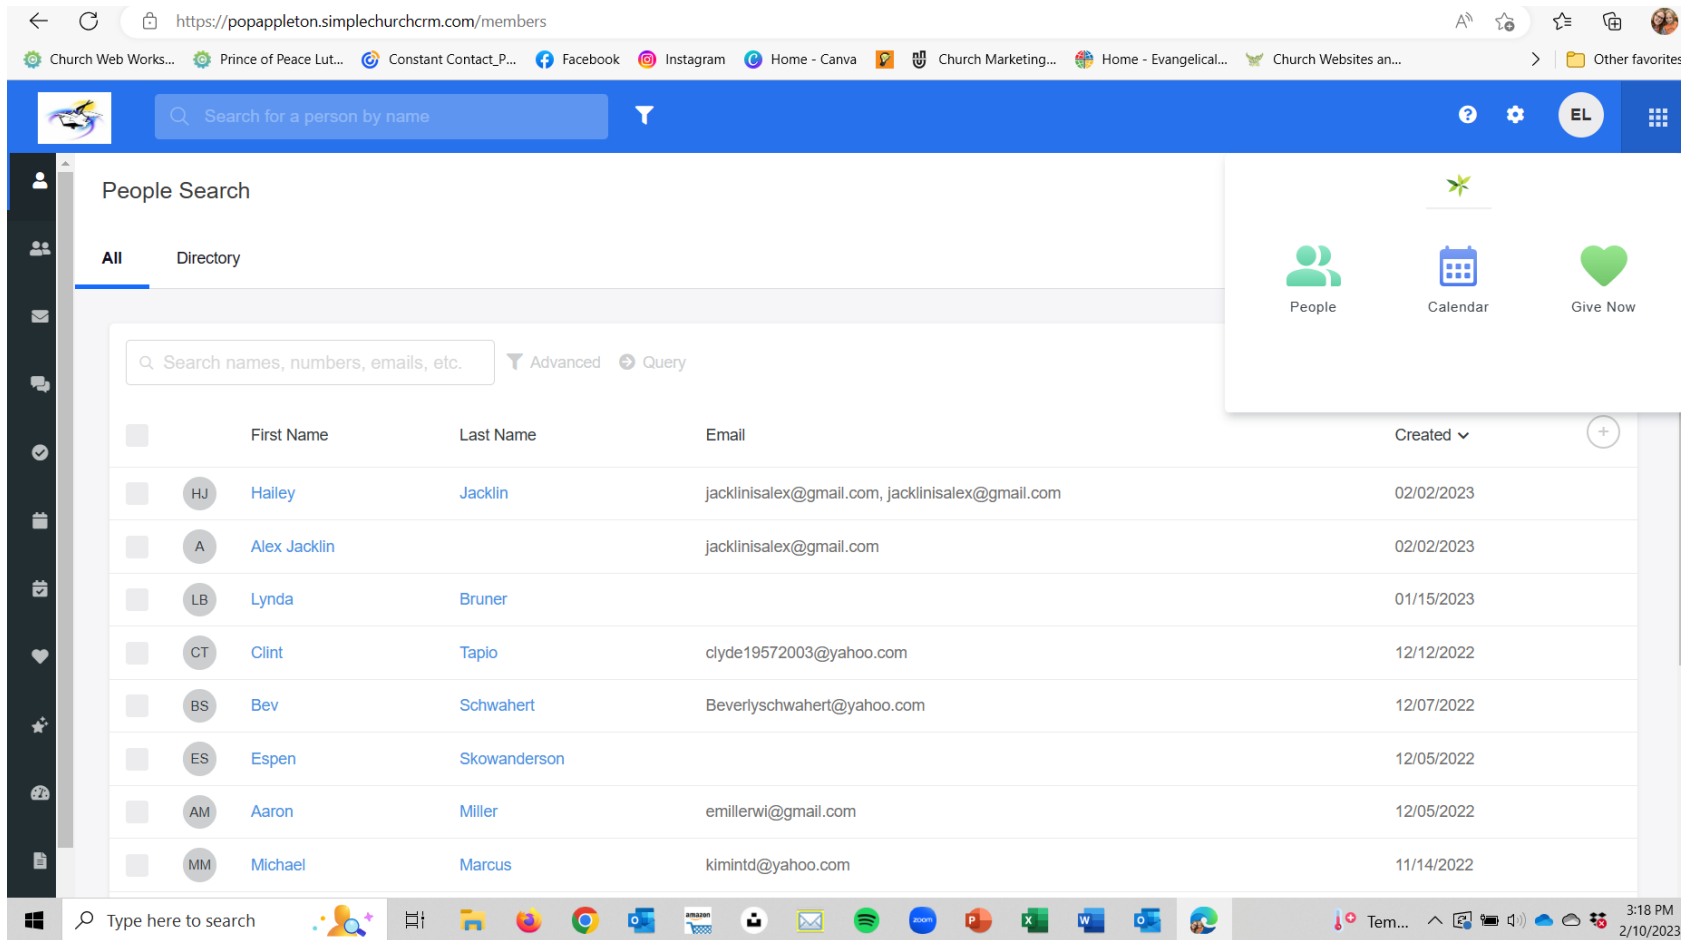 https://popappleton.simplechurchcrm.com/members
Church Web Works... Prince of Peace Lut... Constant Contact_P... Facebook Instagram Home - Canva Church Marketing... Home - Evangelical... Church Websites an... Other favorites
Search for a person by name
EL
People Search
All Directory
People Calendar Give Now
Search names, numbers, emails, etc. Advanced Query
First Name Last Name Email Created
HJ Hailey Jacklin jacklinisalex@gmail.com, jacklinisalex@gmail.com 02/02/2023
A Alex Jacklin jacklinisalex@gmail.com 02/02/2023
LB Lynda Bruner 01/15/2023
CT Clint Tapio clyde19572003@yahoo.com 12/12/2022
BS Bev Schwahert Beverlyschwahert@yahoo.com 12/07/2022
ES Espen Skowanderson 12/05/2022
AM Aaron Miller emillerwi@gmail.com 12/05/2022
MM Michael Marcus kimintd@yahoo.com 11/14/2022
Type here to search amazon zoom Tem... 3:18 PM
2/10/2023